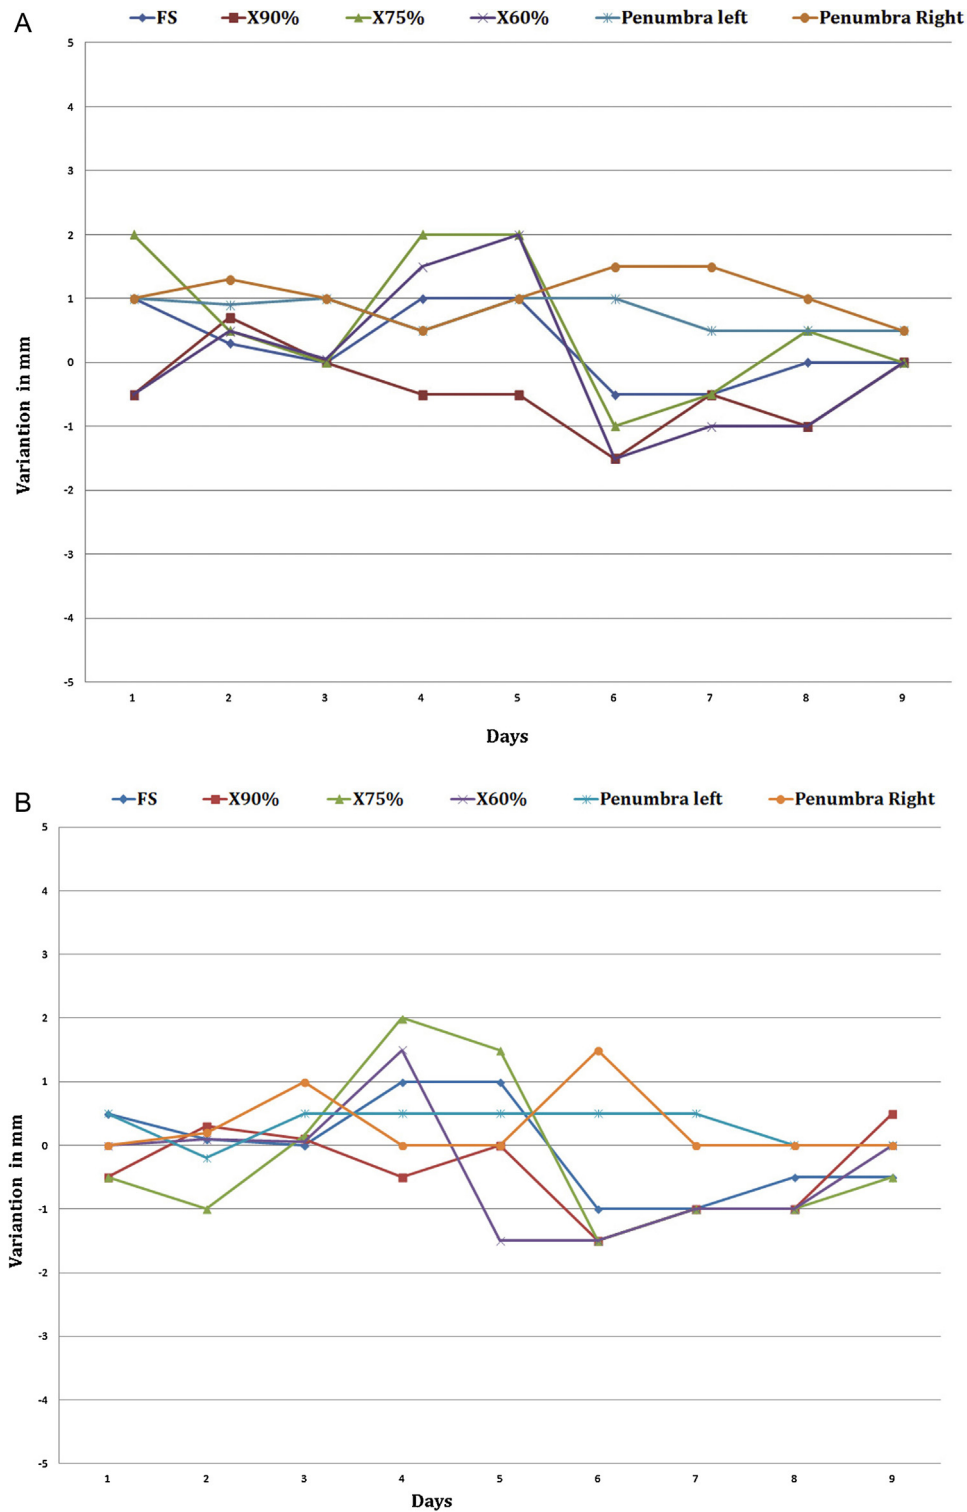 A
FS X90% X75% X60% Penumbra left Penumbra Right
5
4
3
2
1
0
-1
-2
-3
-4
-5
Variantion in mm
1 2 3 4 5 6 7 8 9
Days
B
FS X90% X75% X60% Penumbra left Penumbra Right
5
4
3
2
1
0
-1
-2
-3
-4
-5
Variantion in mm
1 2 3 4 5 6 7 8 9
Days